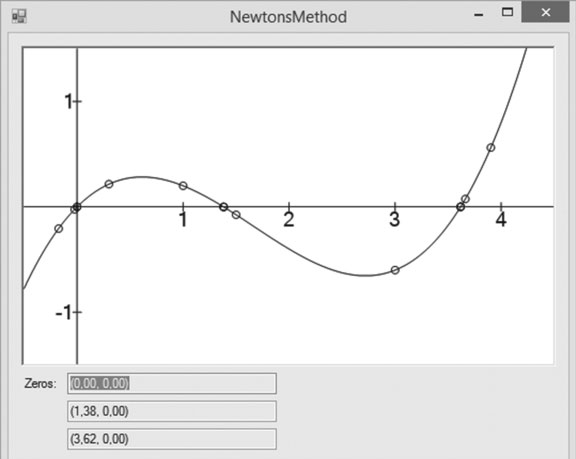 NewtonsMethod
1
1 2 3 4
-1
Zeros: (0,00, 0,00)
(1,38, 0,00)
(3,62, 0,00)